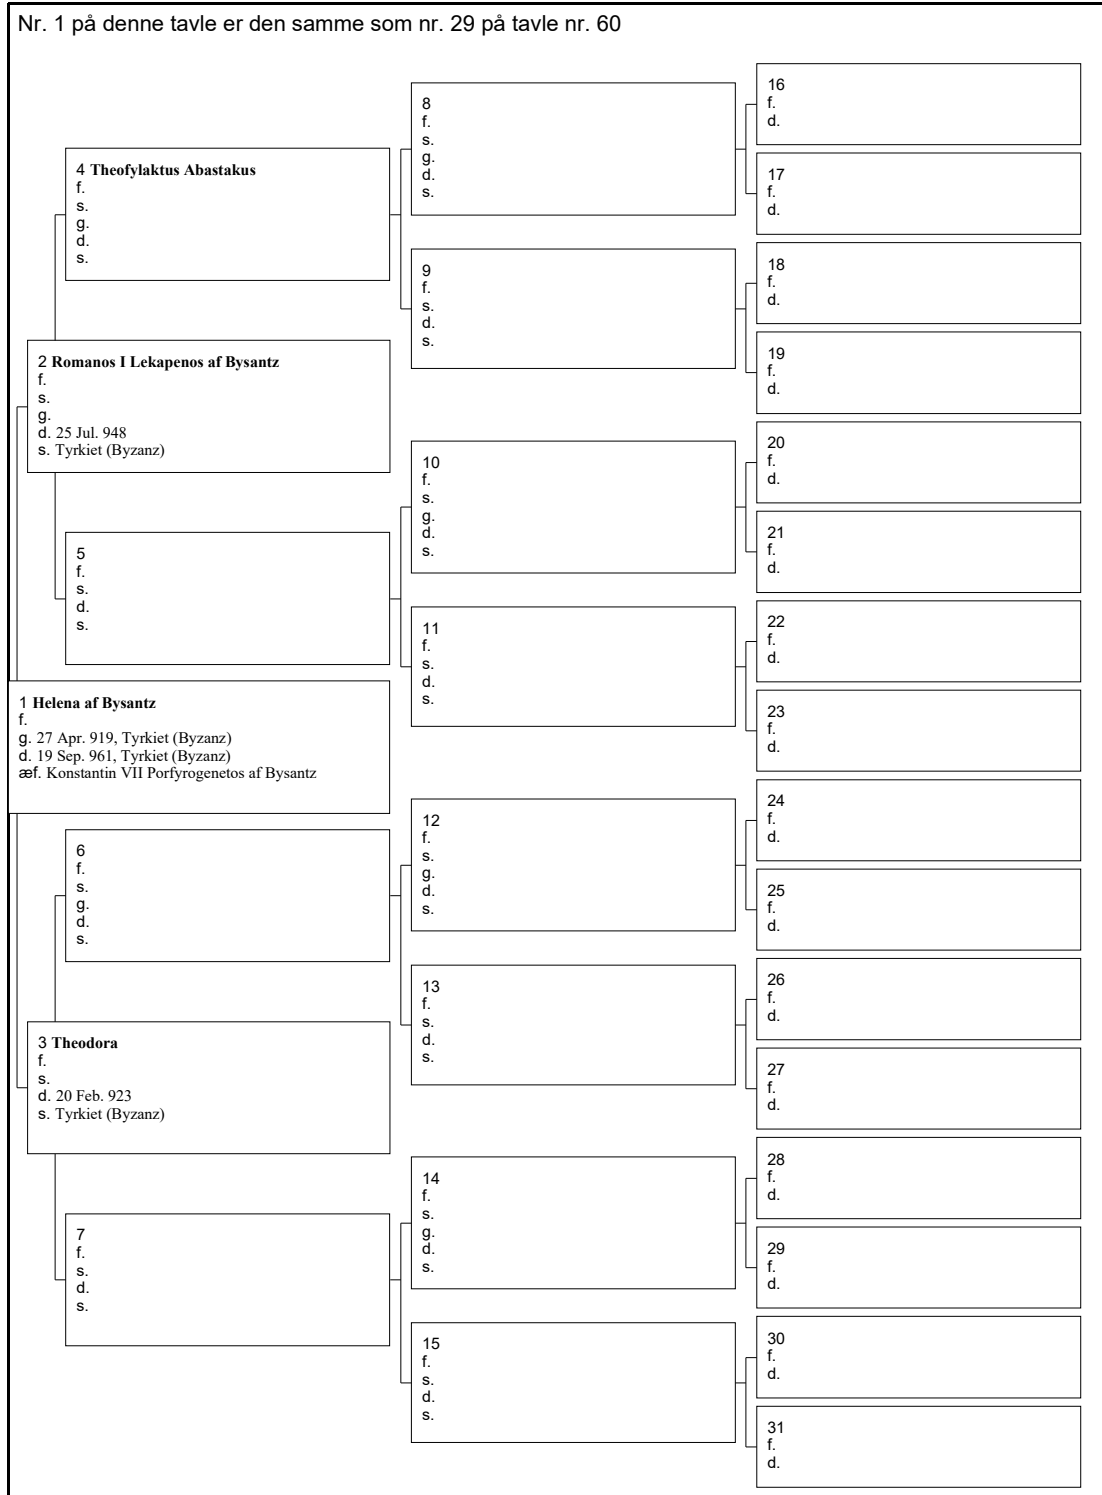 Nr. 1 på denne tavle er den samme som nr. 29 på tavle nr. 60
1 Helena af Bysantz
f.
g. 27 Apr. 919, Tyrkiet (Byzanz)
d. 19 Sep. 961, Tyrkiet (Byzanz)
æf. Konstantin VII Porfyrogenetos af Bysantz
2 Romanos I Lekapenos af Bysantz
f.
s.
g.
d. 25 Jul. 948
s. Tyrkiet (Byzanz)
3 Theodora
f.
s.
d. 20 Feb. 923
s. Tyrkiet (Byzanz)
4 Theofylaktus Abastakus
f.
s.
g.
d.
s.
5
f.
s.
d.
s.
6
f.
s.
g.
d.
s.
7
f.
s.
d.
s.
8
f.
s.
g.
d.
s.
9
f.
s.
d.
s.
10
f.
s.
g.
d.
s.
11
f.
s.
d.
s.
12
f.
s.
g.
d.
s.
13
f.
s.
d.
s.
14
f.
s.
g.
d.
s.
15
f.
s.
d.
s.
16
f.
d.
17
f.
d.
18
f.
d.
19
f.
d.
20
f.
d.
21
f.
d.
22
f.
d.
23
f.
d.
24
f.
d.
25
f.
d.
26
f.
d.
27
f.
d.
28
f.
d.
29
f.
d.
30
f.
d.
31
f.
d.